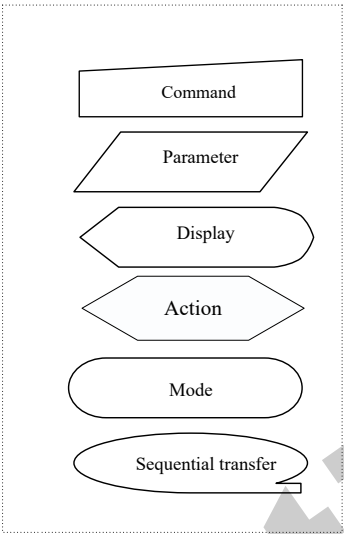 Command
Parameter
Display
Action
Mode
Sequential transfer